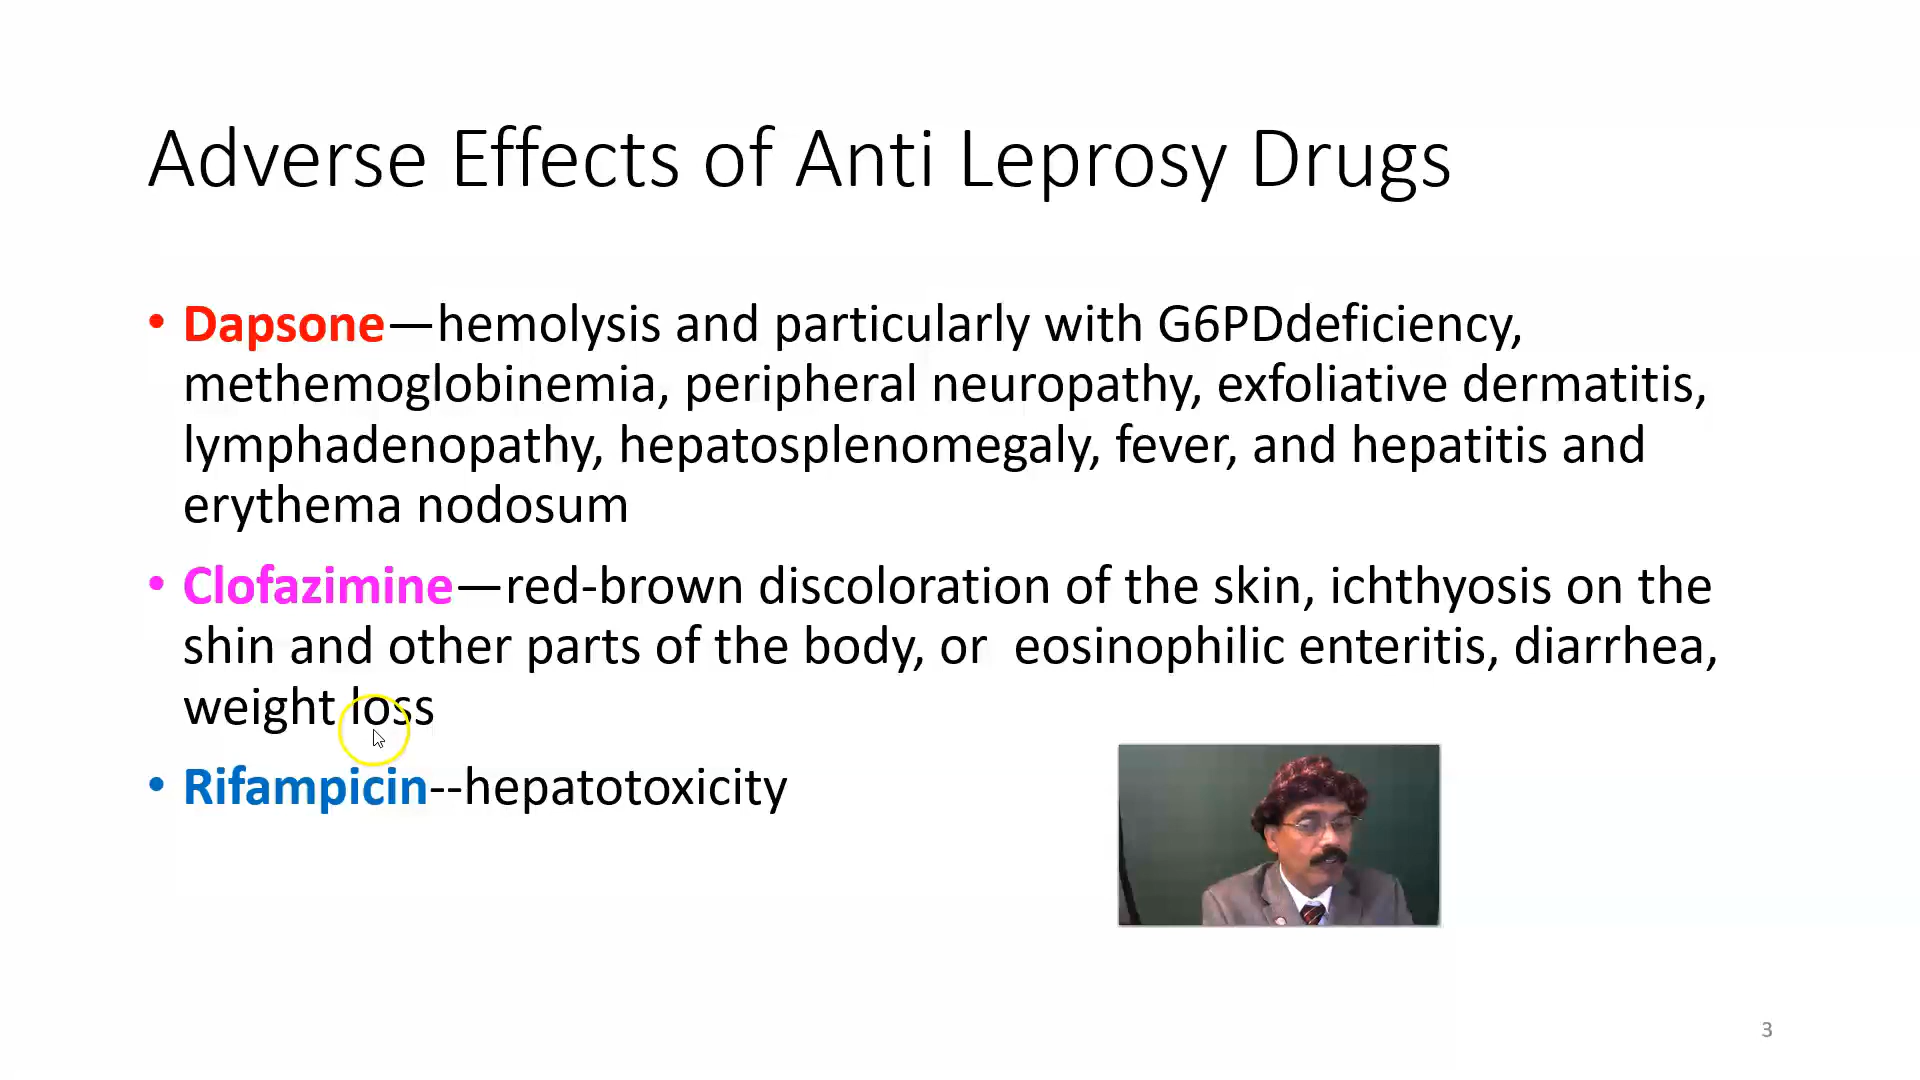 Adverse Effects of Anti Leprosy Drugs
• Dapsone—hemolysis and particularly with G6PDdeficiency,
methemoglobinemia, peripheral neuropathy, exfoliative dermatitis,
lymphadenopathy, hepatosplenomegaly, fever, and hepatitis and
erythema nodosum
• Clofazimine—red-brown discoloration of the skin, ichthyosis on the
shin and other parts of the body, or  eosinophilic enteritis, diarrhea,
weight loss
• Rifampicin--hepatotoxicity
3